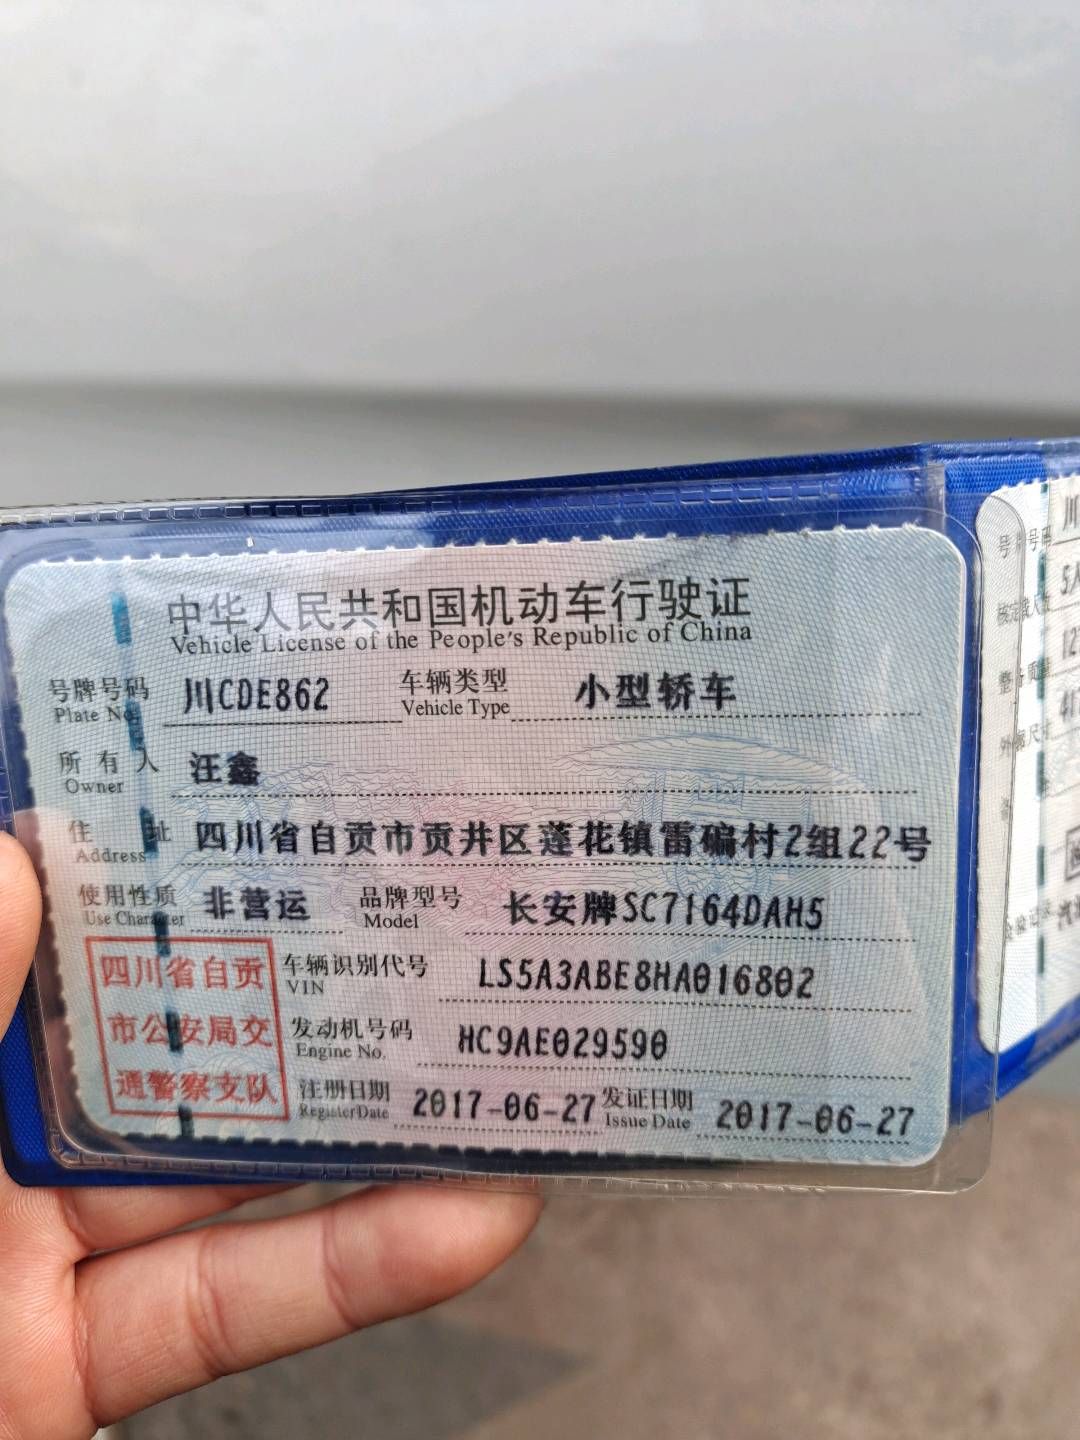 中华人民共和国机动车行驶证
Vehicle License of the People's Republic of China
号牌号码 川CDE862 车辆类型 小型轿车
Plate No. Vehicle Type
所有人 汪鑫
Owner
住址 四川省自贡市贡井区莲花镇雷碥村2组22号
Address
使用性质 非营运 品牌型号 长安牌SC7164DAH5
Use Character Model
四川省自贡
市公安局交
通警察支队
车辆识别代号 LS5A3ABE8HA016802
VIN
发动机号码 HC9AE029590
Engine No.
注册日期 2017-06-27 发证日期 2017-06-27
Register Date Issue Date
号牌号码 川
5人